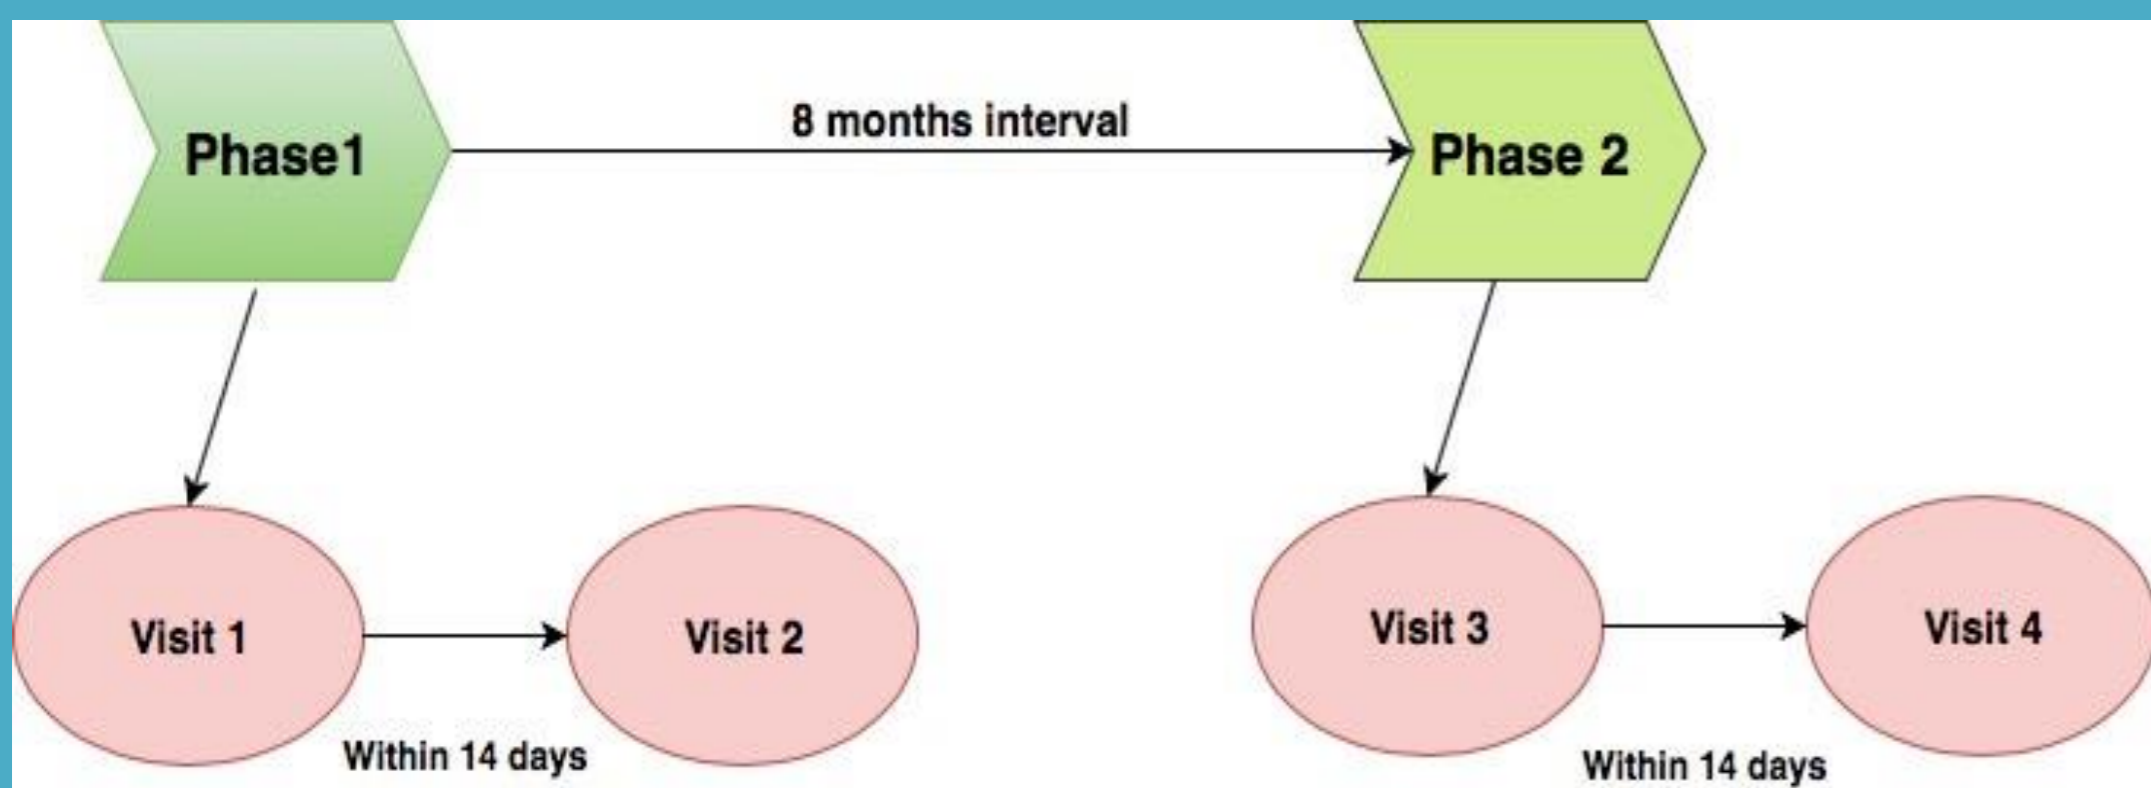 Phase1
8 months interval
Phase 2
Visit 1
Visit 2
Within 14 days
Visit 3
Visit 4
Within 14 days